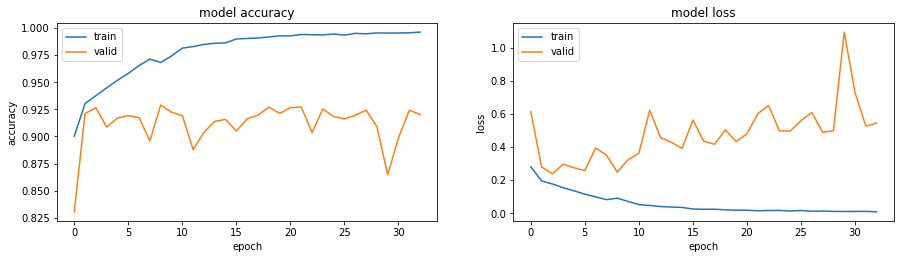 model accuracy
train
valid
1.000
0.975
0.950
0.925
0.900
0.875
0.850
0.825
accuracy
0 5 10 15 20 25 30
epoch
model loss
train
valid
1.0
0.8
0.6
0.4
0.2
0.0
loss
0 5 10 15 20 25 30
epoch